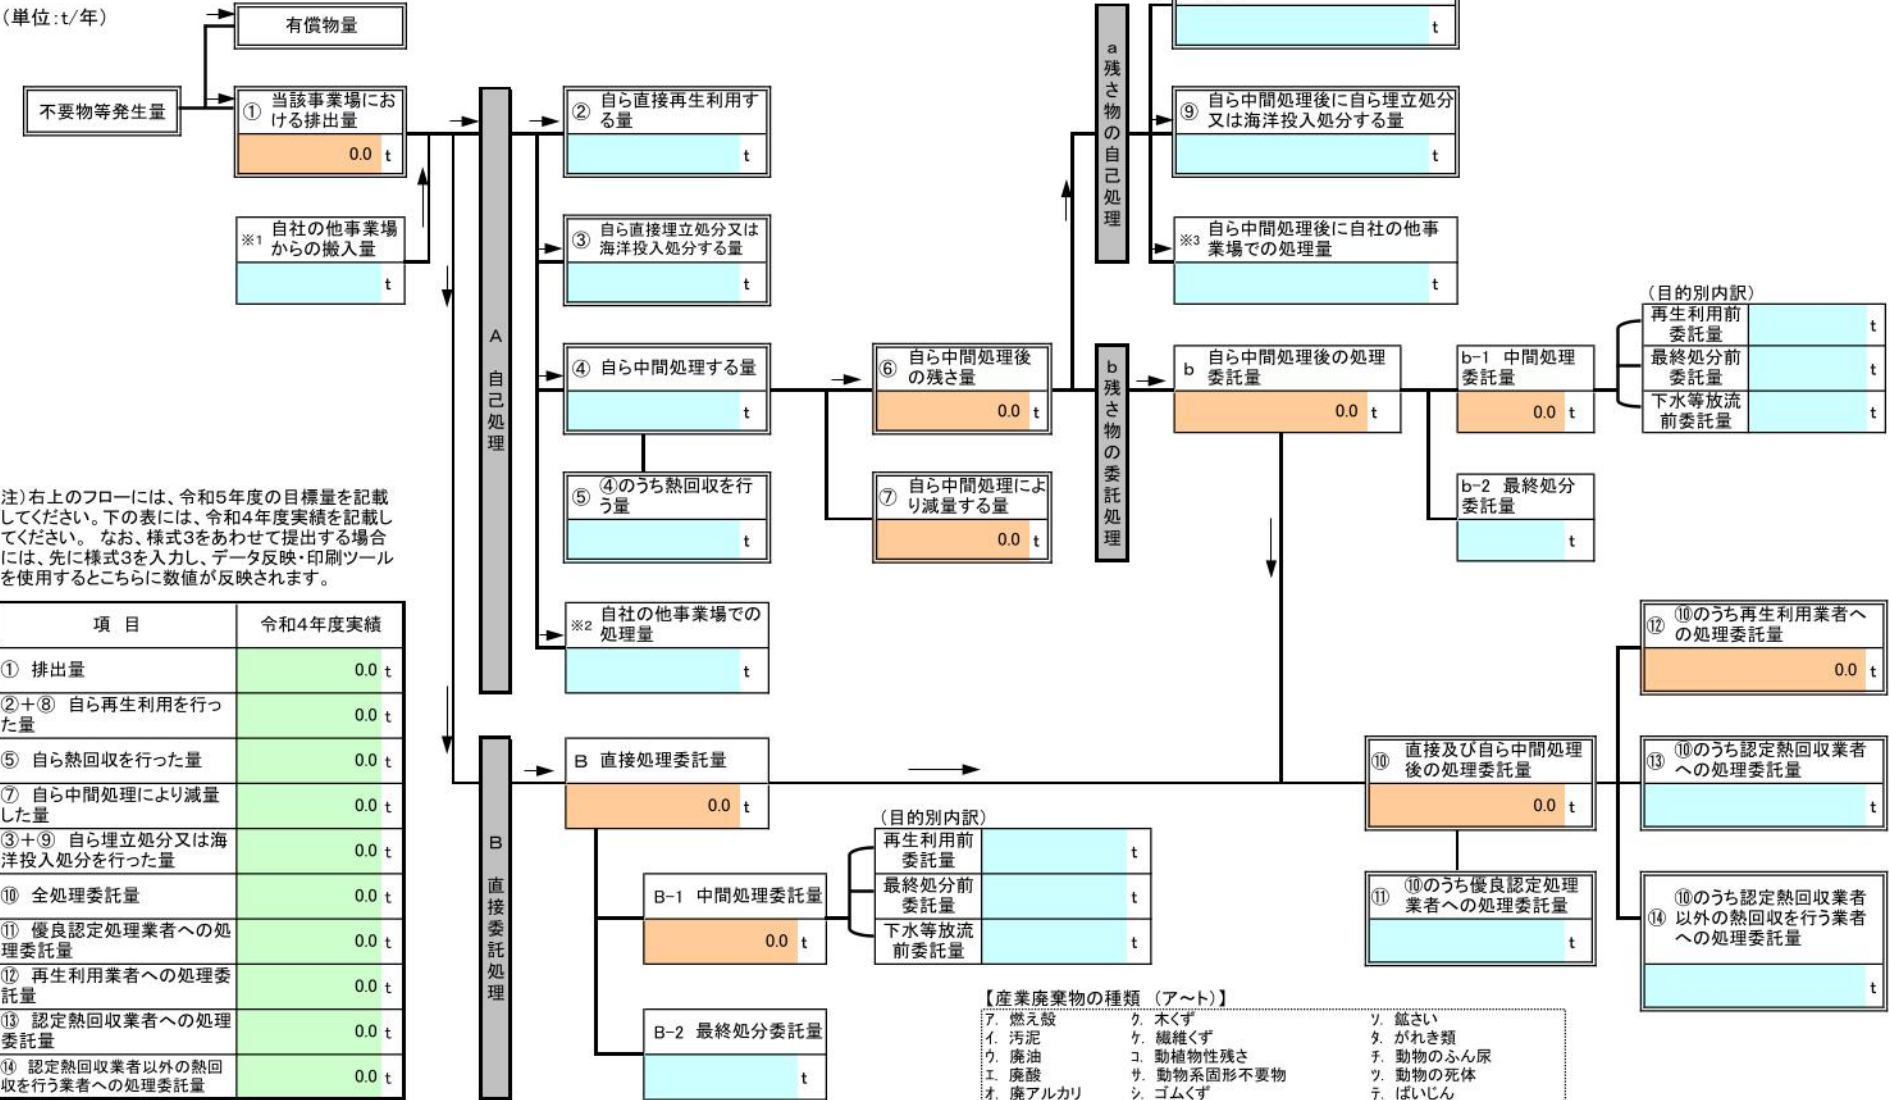 (単位:t/年)
有償物量
不要物等発生量
① 当該事業場にお
ける排出量
0.0 t
※1 自社の他事業場
からの搬入量
t
A 自己処理
② 自ら直接再生利用す
る量
t
③ 自ら直接埋立処分又は
海洋投入処分する量
t
④ 自ら中間処理する量
t
⑤ ④のうち熱回収を行
う量
t
※2 自社の他事業場での
処理量
t
⑥ 自ら中間処理後
の残さ量
0.0 t
⑦ 自ら中間処理によ
り減量する量
0.0 t
a 残さ物の自己処理
t
⑨ 自ら中間処理後に自ら埋立処分
又は海洋投入処分する量
t
※3 自ら中間処理後に自社の他事
業場での処理量
t
b 残さ物の委託処理
b 自ら中間処理後の処理
委託量
0.0 t
b-1 中間処理
委託量
0.0 t
(目的別内訳)
再生利用前
委託量
t
最終処分前
委託量
t
下水等放流
前委託量
t
b-2 最終処分
委託量
t
注)右上のフローには、令和5年度の目標量を記載
してください。下の表には、令和4年度実績を記載し
てください。 なお、様式3をあわせて提出する場合
には、先に様式3を入力し、データ反映・印刷ツール
を使用するとこちらに数値が反映されます。
項 目 令和4年度実績
① 排出量 0.0 t
②+⑧ 自ら再生利用を行っ
た量 0.0 t
⑤ 自ら熱回収を行った量 0.0 t
⑦ 自ら中間処理により減量
した量 0.0 t
③+⑨ 自ら埋立処分又は海
洋投入処分を行った量 0.0 t
⑩ 全処理委託量 0.0 t
⑪ 優良認定処理業者への処
理委託量 0.0 t
⑫ 再生利用業者への処理委
託量 0.0 t
⑬ 認定熱回収業者への処理
委託量 0.0 t
⑭ 認定熱回収業者以外の熱回
収を行う業者への処理委託量 0.0 t
B 直接委託処理
B 直接処理委託量
0.0 t
B-1 中間処理委託量
0.0 t
(目的別内訳)
再生利用前
委託量
t
最終処分前
委託量
t
下水等放流
前委託量
t
B-2 最終処分委託量
t
⑩ 直接及び自ら中間処理
後の処理委託量
0.0 t
⑪ ⑩のうち優良認定処理
業者への処理委託量
t
⑫ ⑩のうち再生利用業者へ
の処理委託量
0.0 t
⑬ ⑩のうち認定熱回収業者
への処理委託量
t
⑭ ⑩のうち認定熱回収業者
以外の熱回収を行う業者
への処理委託量
t
【産業廃棄物の種類 (ア~ト)】
ア. 燃え殻 ク. 木くず ソ. 鉱さい
イ. 汚泥 ケ. 繊維くず タ. がれき類
ウ. 廃油 コ. 動植物性残さ チ. 動物のふん尿
エ. 廃酸 サ. 動物系固形不要物 ツ. 動物の死体
オ. 廃アルカリ シ. ゴムくず テ. ばいじん